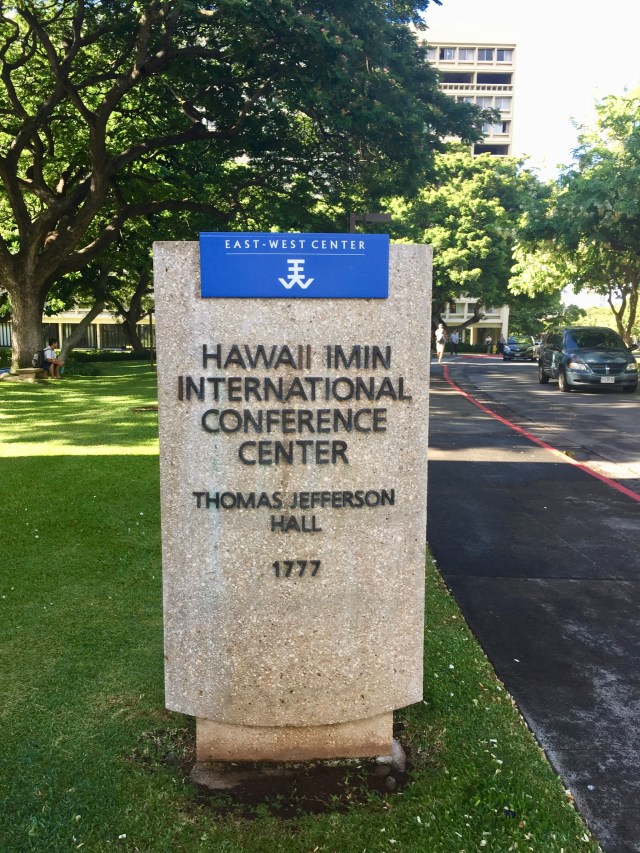 EAST-WEST CENTER
HAWAII IMIN
INTERNATIONAL
CONFERENCE
CENTER
THOMAS JEFFERSON
HALL
1777